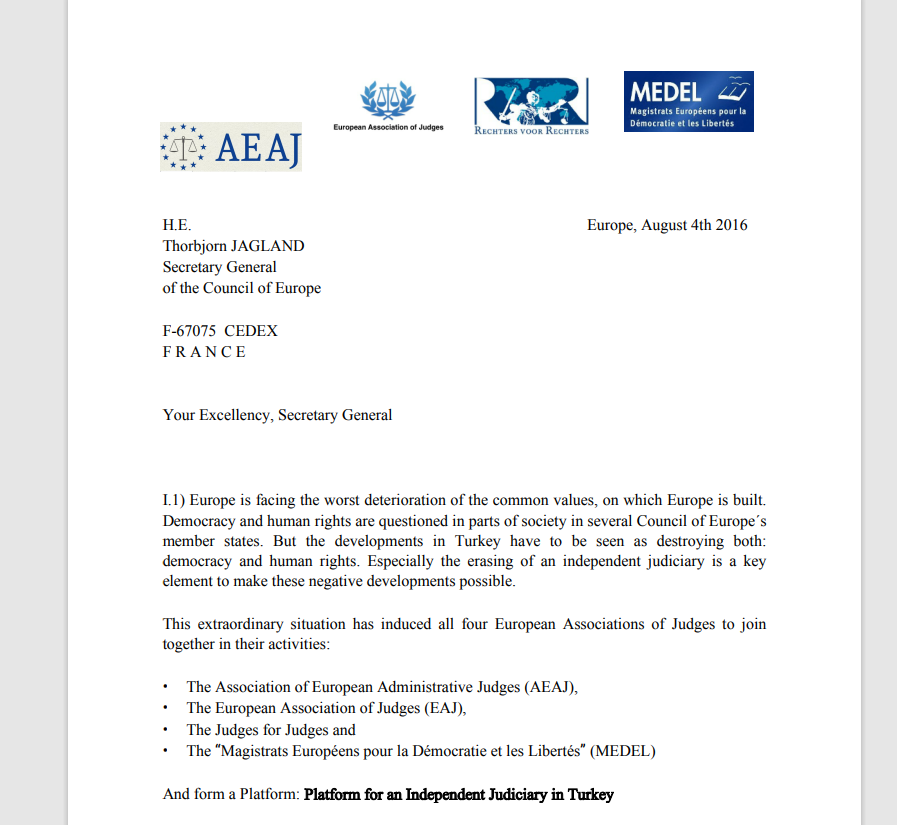 AEAJ
European Association of Judges
RECHTERS VOOR RECHTERS
MEDEL
Magistrats Européens pour la
Démocratie et les Libertés
H.E.
Europe, August 4th 2016
Thorbjorn JAGLAND
Secretary General
of the Council of Europe
F-67075 CEDEX
F R A N C E
Your Excellency, Secretary General
I.1) Europe is facing the worst deterioration of the common values, on which Europe is built.
Democracy and human rights are questioned in parts of society in several Council of Europe´s
member states. But the developments in Turkey have to be seen as destroying both:
democracy and human rights. Especially the erasing of an independent judiciary is a key
element to make these negative developments possible.
This extraordinary situation has induced all four European Associations of Judges to join
together in their activities:
• The Association of European Administrative Judges (AEAJ),
• The European Association of Judges (EAJ),
• The Judges for Judges and
• The "Magistrats Européens pour la Démocratie et les Libertés" (MEDEL)
And form a Platform: Platform for an Independent Judiciary in Turkey